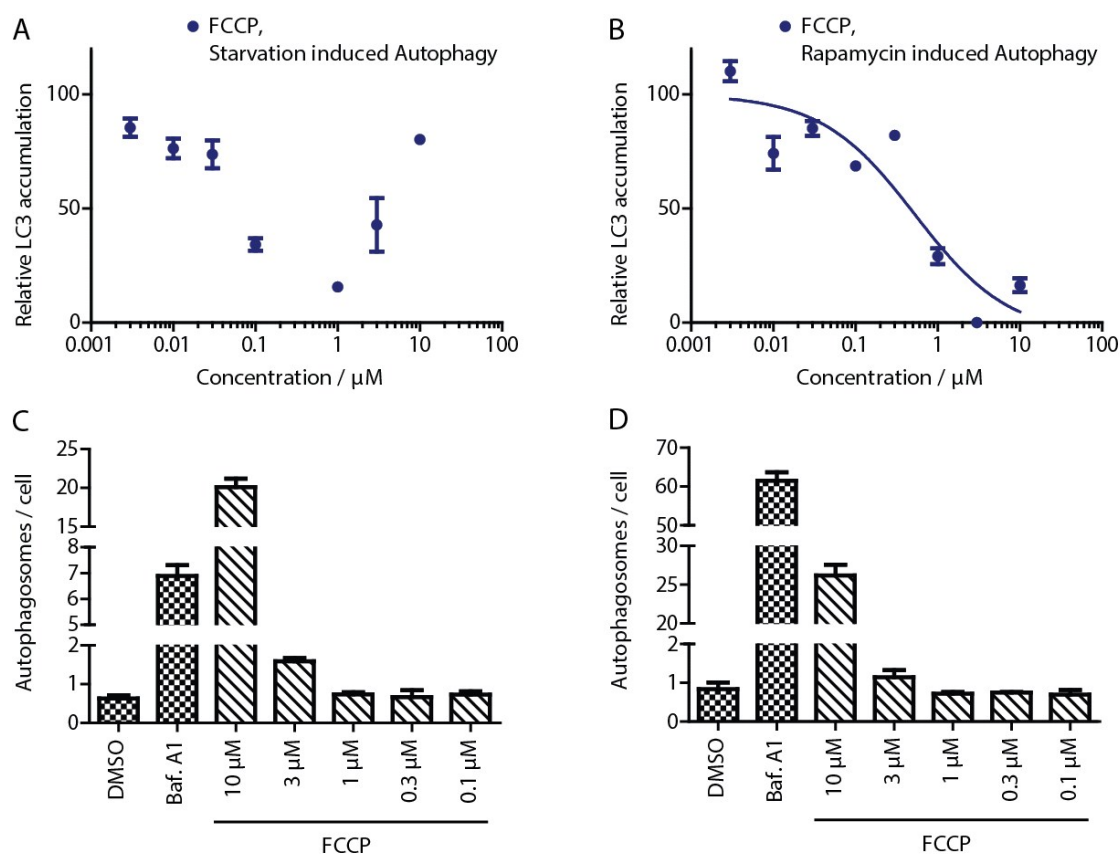 A
FCCP,
Starvation induced Autophagy
Relative LC3 accumulation
100
50
0
0.001 0.01 0.1 1 10 100
Concentration / µM
B
FCCP,
Rapamycin induced Autophagy
Relative LC3 accumulation
100
50
0
0.001 0.01 0.1 1 10 100
Concentration / µM
C
Autophagosomes / cell
25
20
15
8
7
6
5
2
1
0
DMSO
Baf. A1
10 µM
3 µM
1 µM
0.3 µM
0.1 µM
FCCP
D
Autophagosomes / cell
70
60
50
30
25
20
2
1
0
DMSO
Baf. A1
10 µM
3 µM
1 µM
0.3 µM
0.1 µM
FCCP